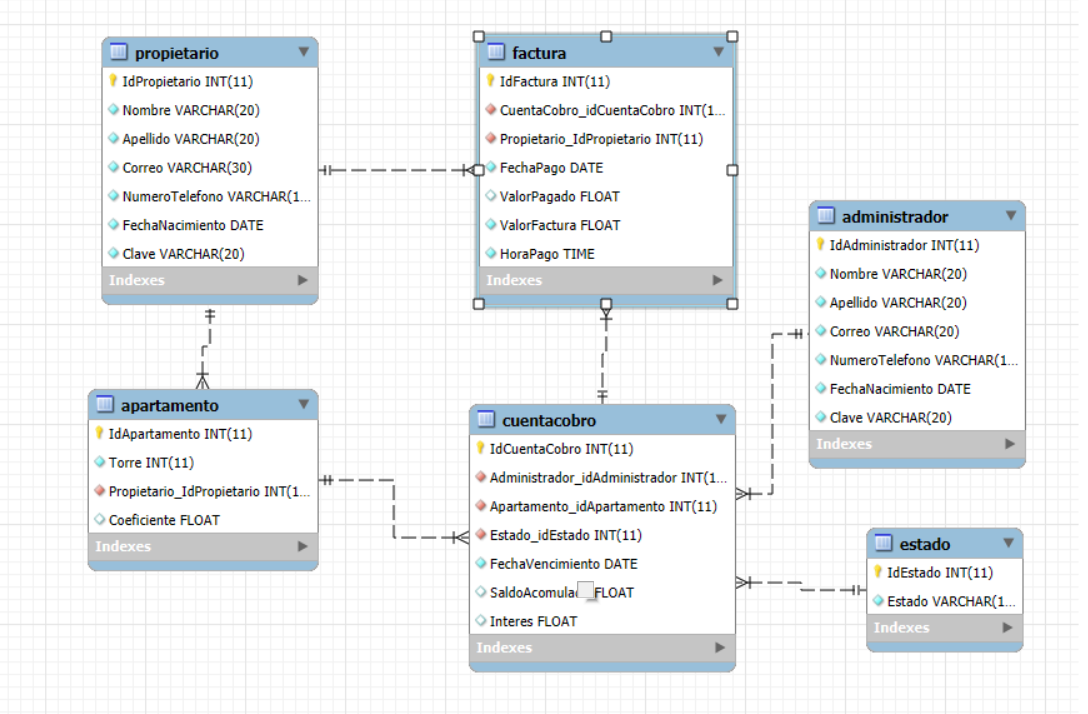 propietario
IdPropietario INT(11)
Nombre VARCHAR(20)
Apellido VARCHAR(20)
Correo VARCHAR(30)
NumeroTelefono VARCHAR(1...
FechaNacimiento DATE
Clave VARCHAR(20)
Indexes
factura
IdFactura INT(11)
CuentaCobro_idCuentaCobro INT(1...
Propietario_IdPropietario INT(11)
FechaPago DATE
ValorPagado FLOAT
ValorFactura FLOAT
HoraPago TIME
Indexes
administrador
IdAdministrador INT(11)
Nombre VARCHAR(20)
Apellido VARCHAR(20)
Correo VARCHAR(20)
NumeroTelefono VARCHAR(1...
FechaNacimiento DATE
Clave VARCHAR(20)
Indexes
apartamento
IdApartamento INT(11)
Torre INT(11)
Propietario_IdPropietario INT(1...
Coeficiente FLOAT
Indexes
cuentacobro
IdCuentaCobro INT(11)
Administrador_idAdministrador INT(1...
Apartamento_idApartamento INT(11)
Estado_idEstado INT(11)
FechaVencimiento DATE
FLOAT
Interes FLOAT
Indexes
estado
IdEstado INT(11)
Estado VARCHAR(1...
Indexes